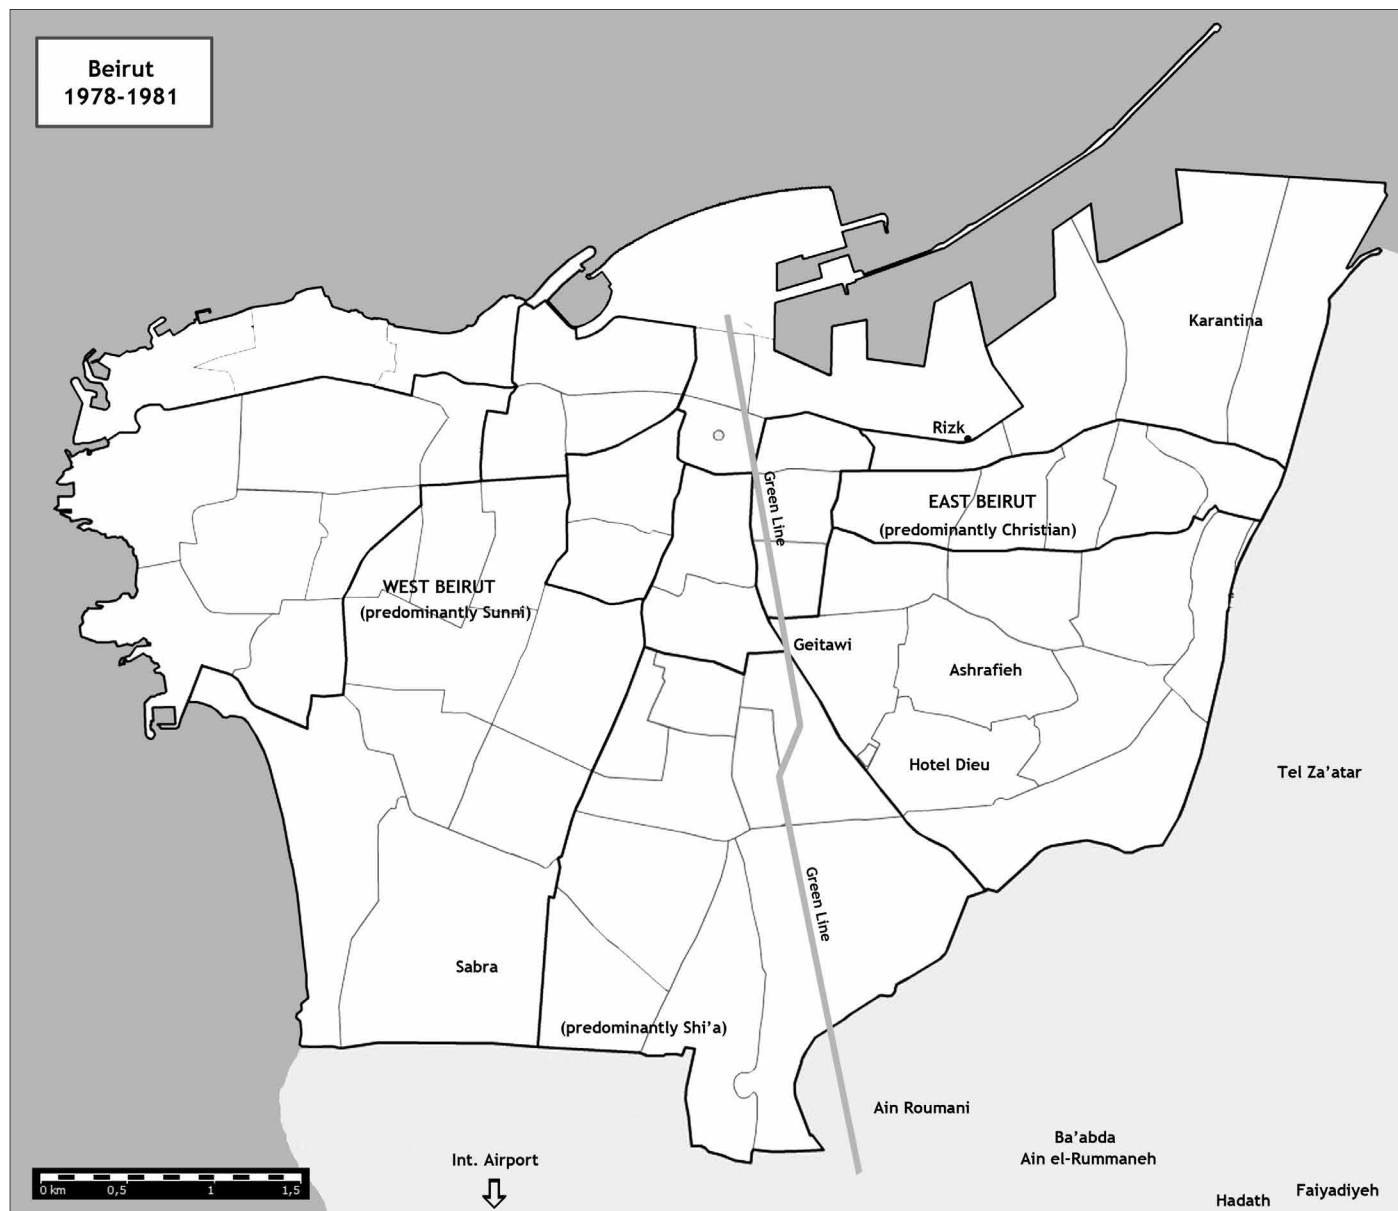 Beirut
1978-1981
Karantina
Rizk
EAST BEIRUT
(predominantly Christian)
Green Line
WEST BEIRUT
(predominantly Sunni)
Geitawi
Ashrafieh
Hotel Dieu
Tel Za'atar
Green Line
Sabra
(predominantly Shi'a)
Ain Roumani
Ba'abda
Ain el-Rummaneh
Int. Airport
Faiyadiyeh
Hadath
0 km 0,5 1 1,5